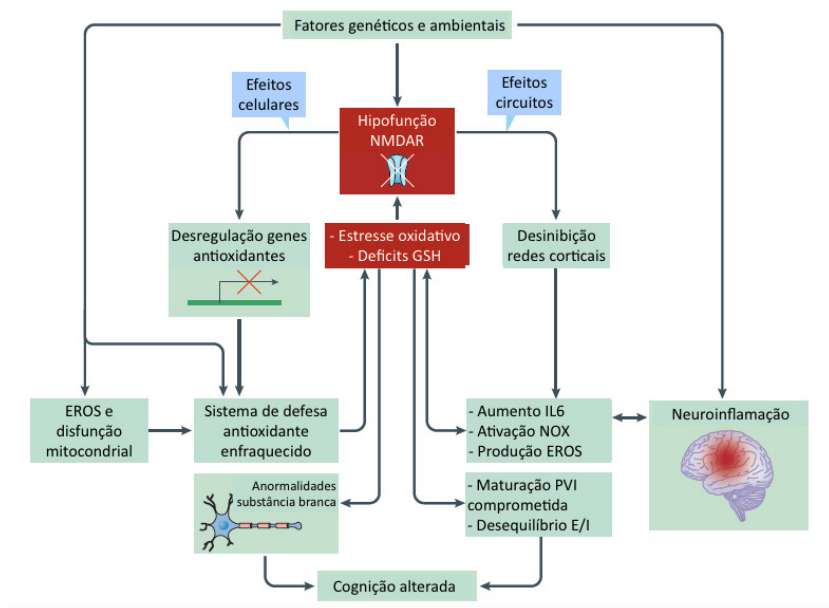 Fatores genéticos e ambientais
Efeitos
celulares
Efeitos
circuitos
Hipofunção
NMDAR
Desregulação genes
antioxidantes
- Estresse oxidativo
- Deficits GSH
Desinibição
redes corticais
EROS e
disfunção
mitocondrial
Sistema de defesa
antioxidante
enfraquecido
- Aumento IL6
- Ativação NOX
- Produção EROS
Neuroinflamação
Anormalidades
substância branca
- Maturação PVI
comprometida
- Desequilíbrio E/I
Cognição alterada